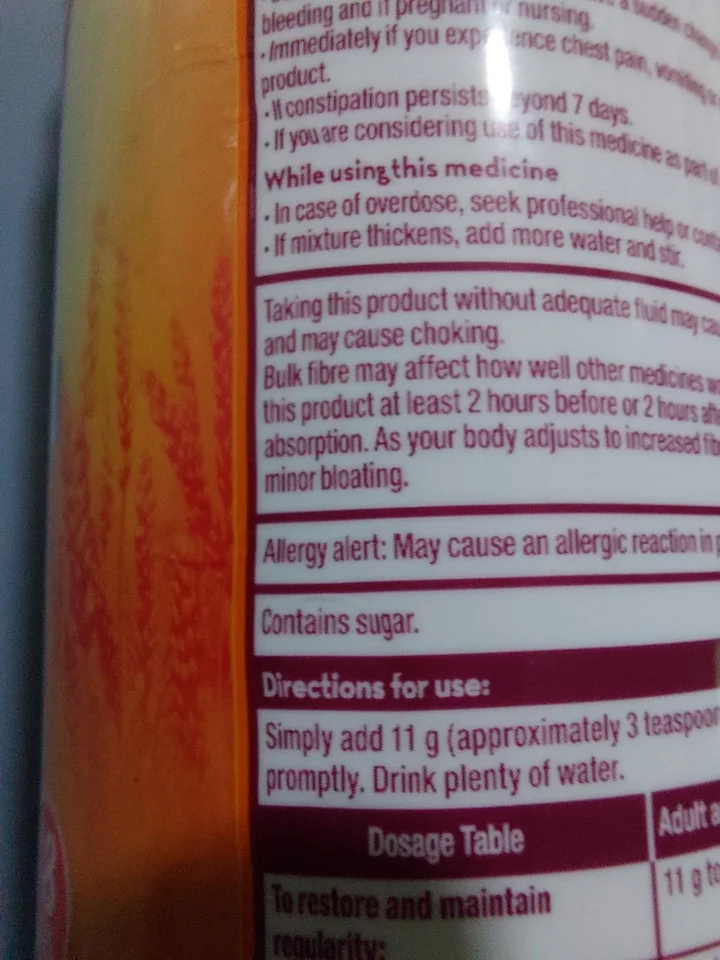 bleeding and if pregnant or nursing.
• Immediately if you experience chest pain, vomiting
product.
• If constipation persists beyond 7 days.
• If you are considering use of this medicine as part of
While using this medicine
• In case of overdose, seek professional help or
• If mixture thickens, add more water and stir.
Taking this product without adequate fluid may
and may cause choking.
Bulk fibre may affect how well other medicines
this product at least 2 hours before or 2 hours
absorption. As your body adjusts to increased
minor bloating.
Allergy alert: May cause an allergic reaction in
Contains sugar.
Directions for use:
Simply add 11 g (approximately 3 teaspoon
promptly. Drink plenty of water.
Dosage Table
Adult
To restore and maintain
regularity:
11 g to